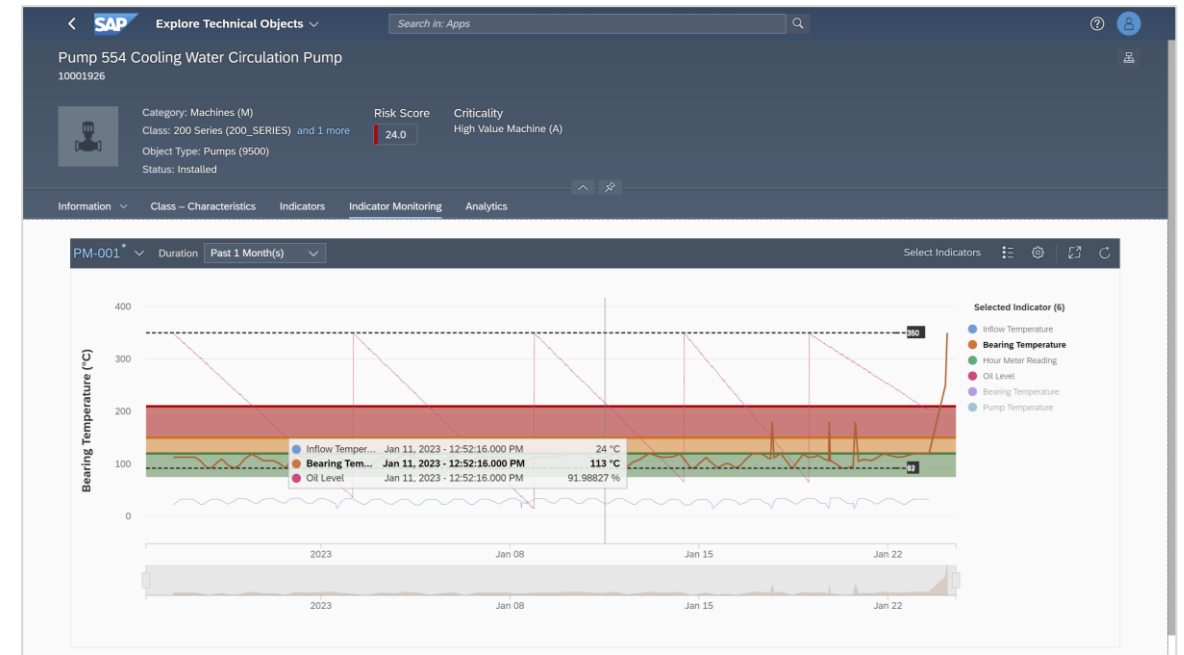 SAP Explore Technical Objects Search in: Apps
Pump 554 Cooling Water Circulation Pump
10001926
Category: Machines (M)
Class: 200 Series (200_SERIES) and 1 more
Object Type: Pumps (9500)
Status: Installed
Risk Score
24.0
Criticality
High Value Machine (A)
Information Class – Characteristics Indicators Indicator Monitoring Analytics
PM-001* Duration Past 1 Month(s) Select Indicators
Bearing Temperature (°C)
400
300
200
100
0
350
92
Inflow Temper... Jan 11, 2023 - 12:52:16.000 PM 24 °C
Bearing Tem... Jan 11, 2023 - 12:52:16.000 PM 113 °C
Oil Level Jan 11, 2023 - 12:52:16.000 PM 91.98827 %
2023 Jan 08 Jan 15 Jan 22
2023 Jan 08 Jan 15 Jan 22
Selected Indicator (6)
Inflow Temperature
Bearing Temperature
Hour Meter Reading
Oil Level
Bearing Temperature
Pump Temperature